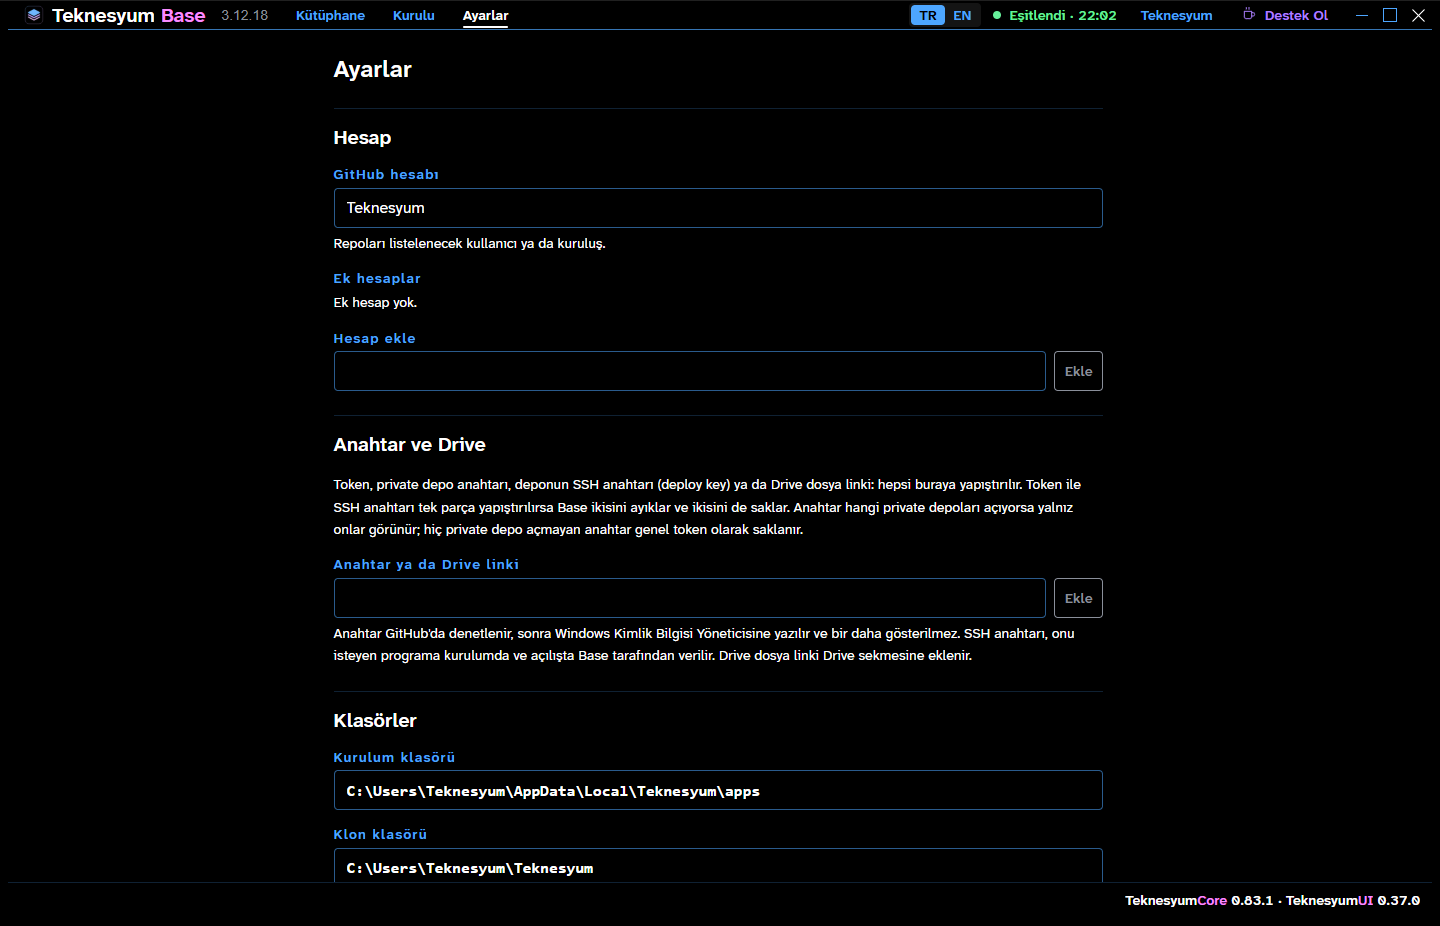 Teknesyum Base 3.12.18 Kütüphane Kurulu Ayarlar TR EN Eşitlendi · 22:02 Teknesyum Destek Ol
Ayarlar
Hesap
GitHub hesabı
Teknesyum
Repoları listelenecek kullanıcı ya da kuruluş.
Ek hesaplar
Ek hesap yok.
Hesap ekle
Ekle
Anahtar ve Drive
Token, private depo anahtarı, deponun SSH anahtarı (deploy key) ya da Drive dosya linki: hepsi buraya yapıştırılır. Token ile
SSH anahtarı tek parça yapıştırılırsa Base ikisini ayıklar ve ikisini de saklar. Anahtar hangi private depoları açıyorsa yalnız
onlar görünür; hiç private depo açmayan anahtar genel token olarak saklanır.
Anahtar ya da Drive linki
Ekle
Anahtar GitHub'da denetlenir, sonra Windows Kimlik Bilgisi Yöneticisine yazılır ve bir daha gösterilmez. SSH anahtarı, onu
isteyen programa kurulumda ve açılışta Base tarafından verilir. Drive dosya linki Drive sekmesine eklenir.
Klasörler
Kurulum klasörü
C:\Users\Teknesyum\AppData\Local\Teknesyum\apps
Klon klasörü
C:\Users\Teknesyum\Teknesyum
TeknesyumCore 0.83.1 · TeknesyumUI 0.37.0